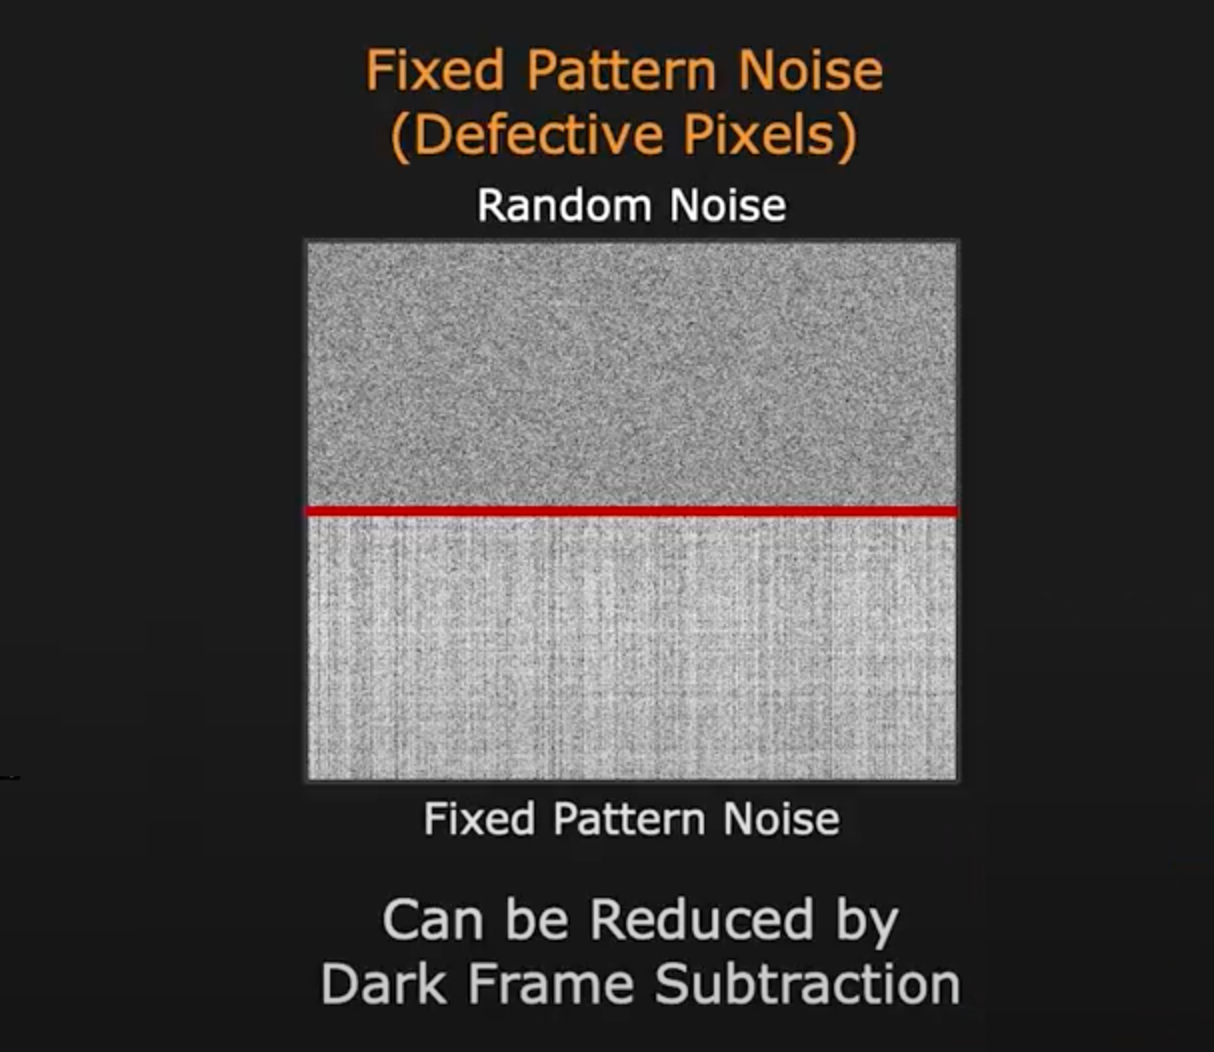 Fixed Pattern Noise
(Defective Pixels)
Random Noise
Fixed Pattern Noise
Can be Reduced by
Dark Frame Subtraction